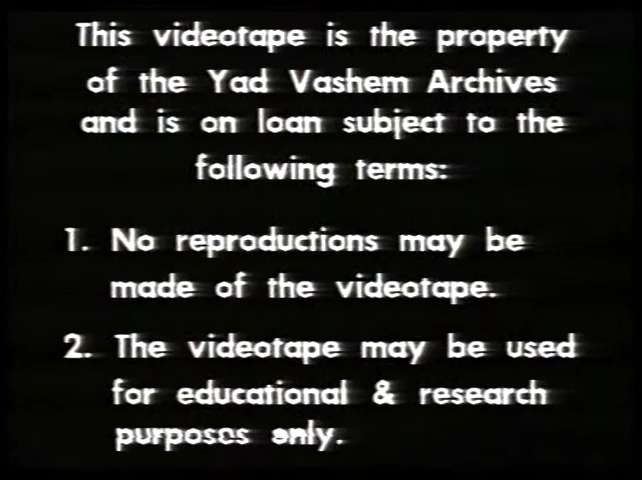 This videotape is the property
of the Yad Vashem Archives
and is on loan subject to the
following terms:
1. No reproductions may be
made of the videotape.
2. The videotape may be used
for educational & research
purposes only.